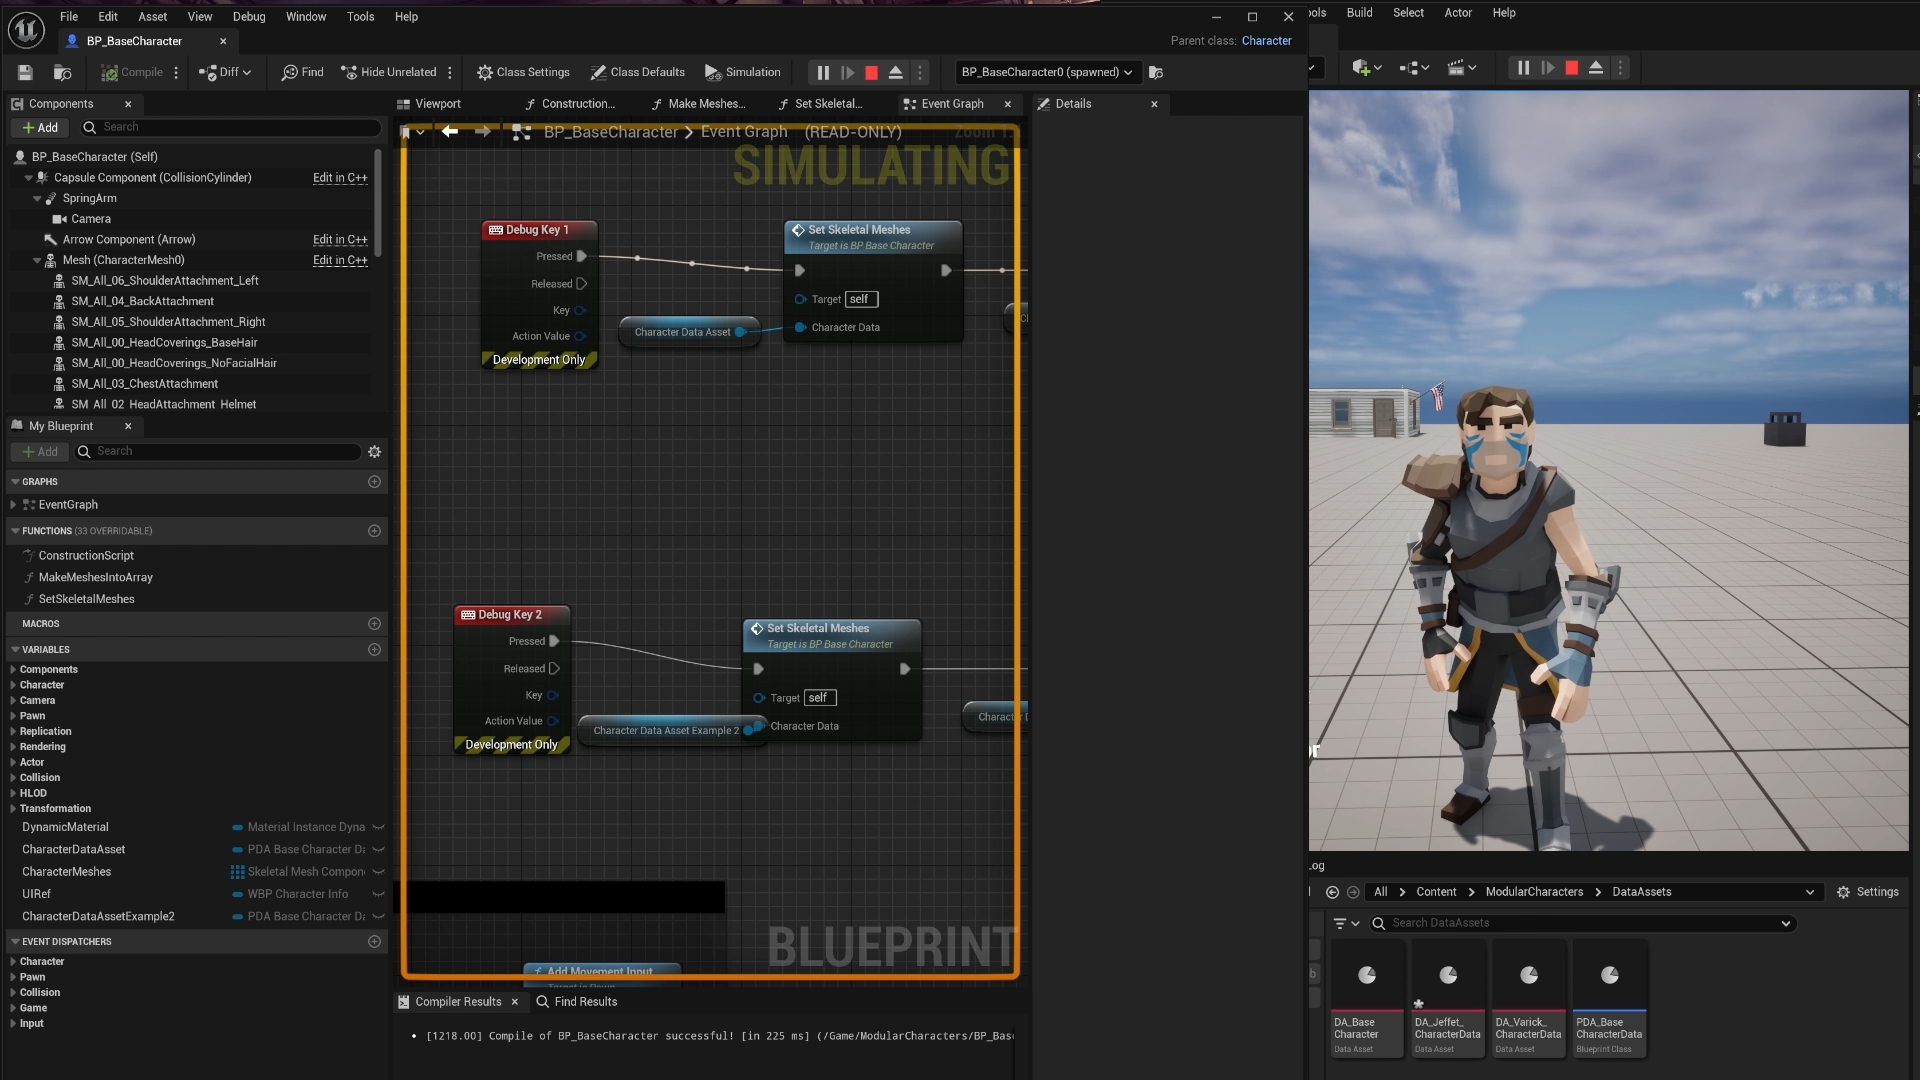 File Edit Asset View Debug Window Tools Help
BP_BaseCharacter
Parent class: Character
Compile Diff Find Hide Unrelated Class Settings Class Defaults Simulation BP_BaseCharacter0 (spawned)
Build Select Actor Help
Components
Add Search
BP_BaseCharacter (Self)
Capsule Component (CollisionCylinder) Edit in C++
SpringArm
Camera
Arrow Component (Arrow) Edit in C++
Mesh (CharacterMesh0) Edit in C++
SM_All_06_ShoulderAttachment_Left
SM_All_04_BackAttachment
SM_All_05_ShoulderAttachment_Right
SM_All_00_HeadCoverings_BaseHair
SM_All_00_HeadCoverings_NoFacialHair
SM_All_03_ChestAttachment
SM_All_02_HeadAttachment_Helmet
My Blueprint
Add Search
GRAPHS
EventGraph
FUNCTIONS (33 OVERRIDABLE)
ConstructionScript
MakeMeshesIntoArray
SetSkeletalMeshes
MACROS
VARIABLES
Components
Character
Camera
Pawn
Replication
Rendering
Actor
Collision
HLOD
Transformation
DynamicMaterial Material Instance Dyna
CharacterDataAsset PDA Base Character Da
CharacterMeshes Skeletal Mesh Compon
UIRef WBP Character Info
CharacterDataAssetExample2 PDA Base Character Da
EVENT DISPATCHERS
Character
Pawn
Collision
Game
Input
Viewport Construction... Make Meshes... Set Skeletal... Event Graph
BP_BaseCharacter > Event Graph (READ-ONLY)
SIMULATING
Debug Key 1
Pressed
Released
Key
Action Value
Development Only
Character Data Asset
Set Skeletal Meshes
Target is BP Base Character
Target self
Character Data
Debug Key 2
Pressed
Released
Key
Action Value
Development Only
Character Data Asset Example 2
Set Skeletal Meshes
Target is BP Base Character
Target self
Character Data
BLUEPRINT
Add Movement Input
Compiler Results Find Results
[1218.00] Compile of BP_BaseCharacter successful! [in 225 ms] (/Game/ModularCharacters/BP_Bas
Details
All > Content > ModularCharacters > DataAssets Settings
Search DataAssets
DA_Base
Character
Data Asset
DA_Jeffet_
CharacterData
Data Asset
DA_Varick_
CharacterData
Data Asset
PDA_Base
CharacterData
Blueprint Class